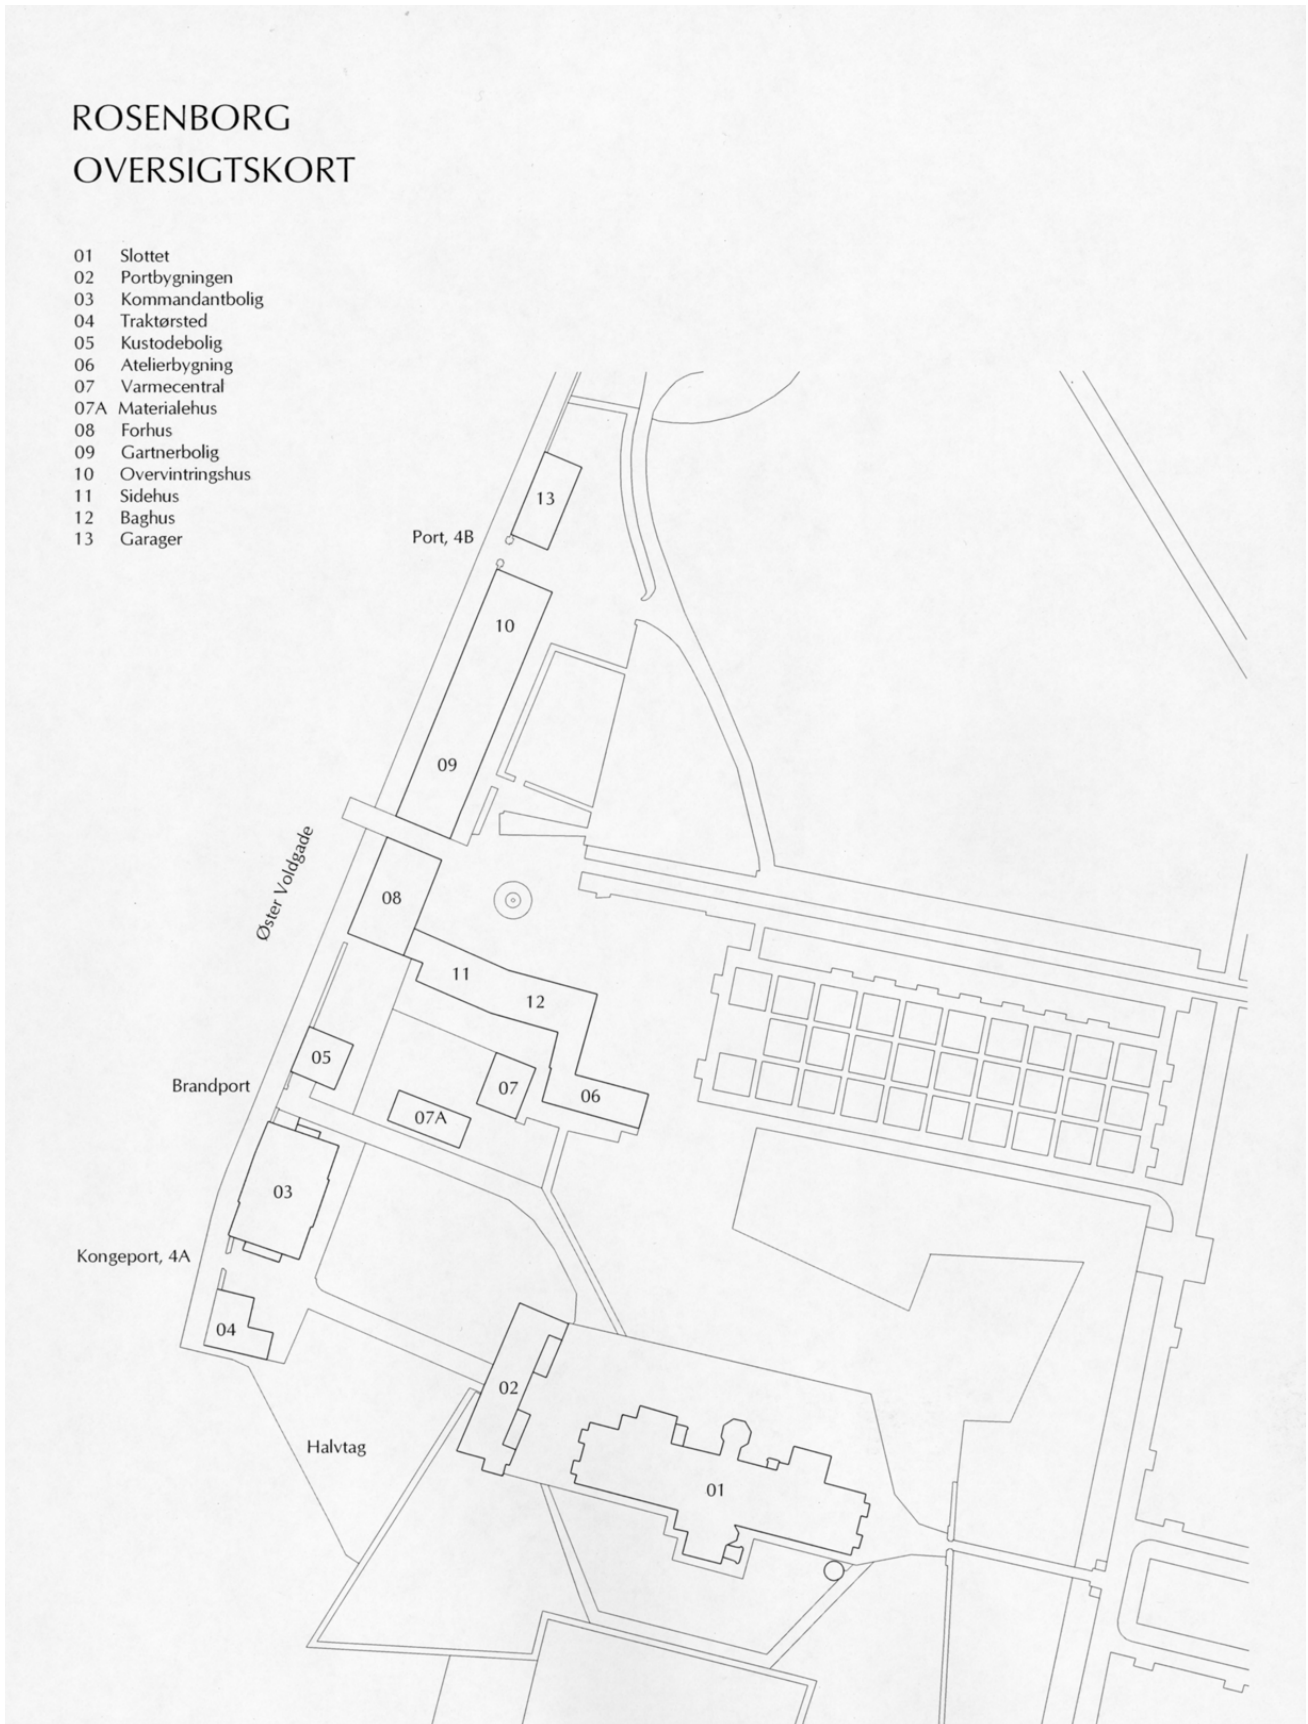 ROSENBORG
OVERSIGTSKORT
01 Slottet
02 Portbygningen
03 Kommandantbolig
04 Traktørsted
05 Kustodebolig
06 Atelierbygning
07 Varmecentral
07A Materialehus
08 Forhus
09 Gartnerbolig
10 Overvintringshus
11 Sidehus
12 Baghus
13 Garager
13
Port, 4B
10
09
Øster Voldgade
08
11
12
05
Brandport
07
06
07A
03
Kongeport, 4A
04
02
Halvtag
01